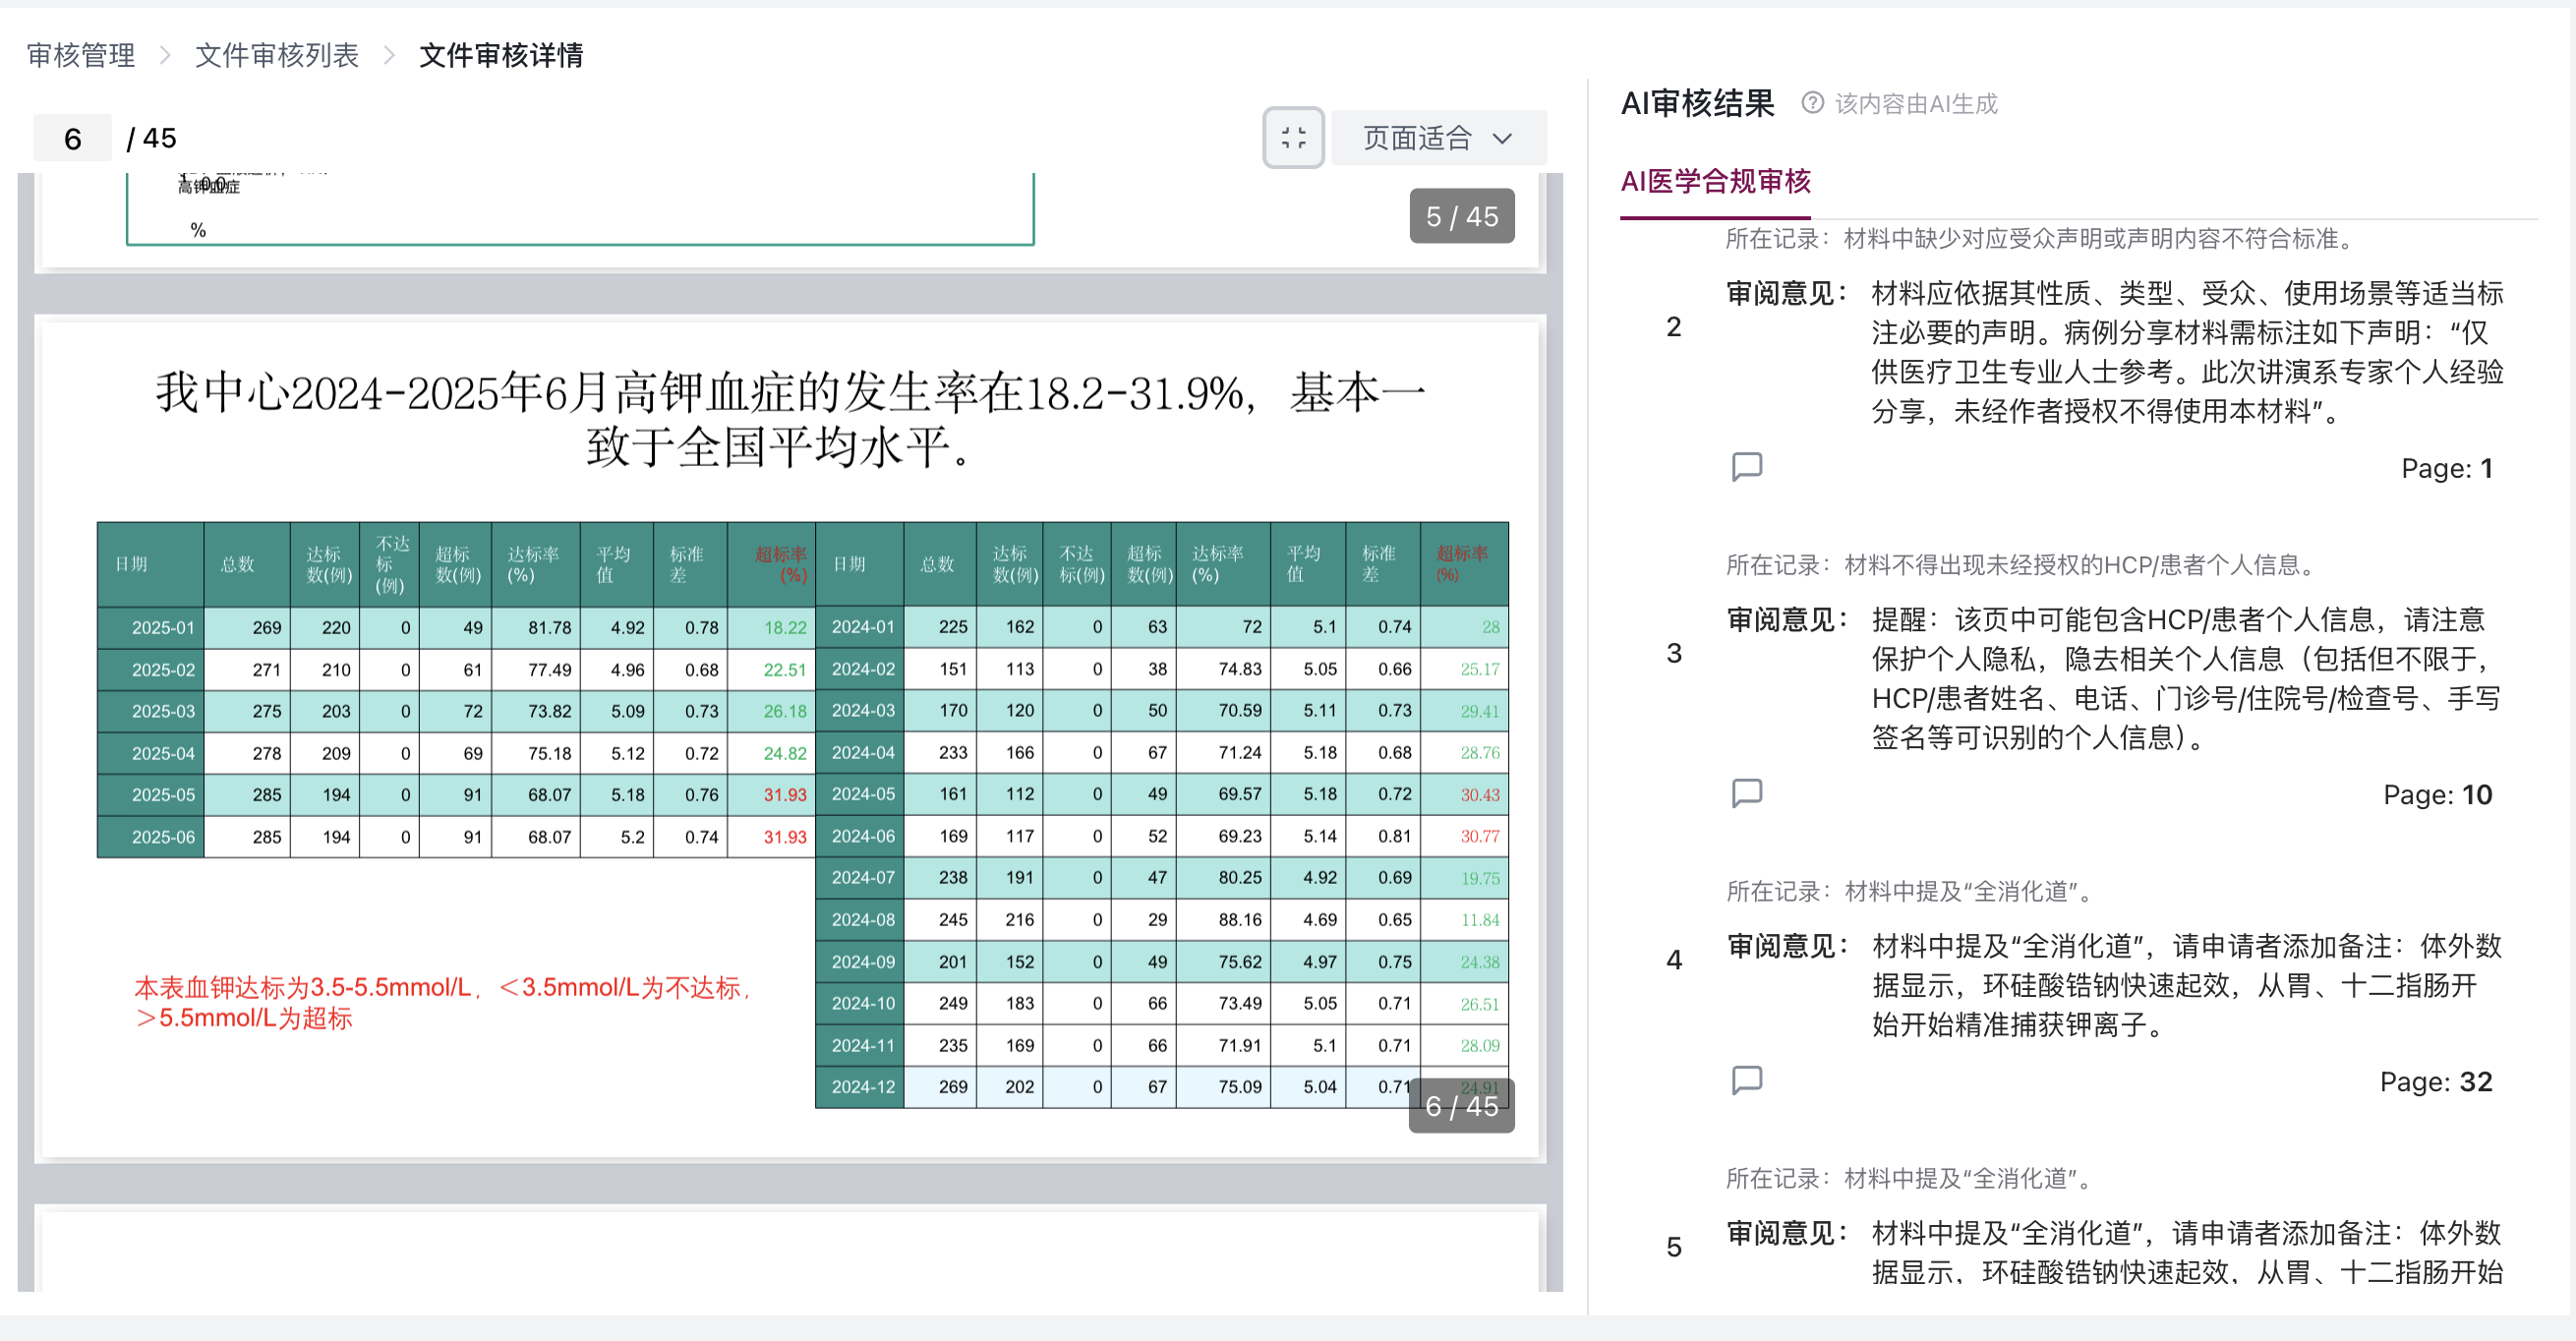 审核管理 > 文件审核列表 > 文件审核详情
6 / 45
页面适合
高钾血症
%
5 / 45
我中心2024-2025年6月高钾血症的发生率在18.2-31.9%，基本一
致于全国平均水平。
日期 总数 达标数(例) 不达标(例) 超标数(例) 达标率(%) 平均值 标准差 超标率(%)
2025-01 269 220 0 49 81.78 4.92 0.78 18.22
2025-02 271 210 0 61 77.49 4.96 0.68 22.51
2025-03 275 203 0 72 73.82 5.09 0.73 26.18
2025-04 278 209 0 69 75.18 5.12 0.72 24.82
2025-05 285 194 0 91 68.07 5.18 0.76 31.93
2025-06 285 194 0 91 68.07 5.2 0.74 31.93
日期 总数 达标数(例) 不达标(例) 超标数(例) 达标率(%) 平均值 标准差 超标率(%)
2024-01 225 162 0 63 72 5.1 0.74 28
2024-02 151 113 0 38 74.83 5.05 0.66 25.17
2024-03 170 120 0 50 70.59 5.11 0.73 29.41
2024-04 233 166 0 67 71.24 5.18 0.68 28.76
2024-05 161 112 0 49 69.57 5.18 0.72 30.43
2024-06 169 117 0 52 69.23 5.14 0.81 30.77
2024-07 238 191 0 47 80.25 4.92 0.69 19.75
2024-08 245 216 0 29 88.16 4.69 0.65 11.84
2024-09 201 152 0 49 75.62 4.97 0.75 24.38
2024-10 249 183 0 66 73.49 5.05 0.71 26.51
2024-11 235 169 0 66 71.91 5.1 0.71 28.09
2024-12 269 202 0 67 75.09 5.04 0.71 24.91
本表血钾达标为3.5-5.5mmol/L，＜3.5mmol/L为不达标，
＞5.5mmol/L为超标
6 / 45
AI审核结果 该内容由AI生成
AI医学合规审核
所在记录：材料中缺少对应受众声明或声明内容不符合标准。
2
审阅意见：材料应依据其性质、类型、受众、使用场景等适当标
注必要的声明。病例分享材料需标注如下声明：“仅
供医疗卫生专业人士参考。此次讲演系专家个人经验
分享，未经作者授权不得使用本材料”。
Page: 1
所在记录：材料不得出现未经授权的HCP/患者个人信息。
3
审阅意见：提醒：该页中可能包含HCP/患者个人信息，请注意
保护个人隐私，隐去相关个人信息（包括但不限于，
HCP/患者姓名、电话、门诊号/住院号/检查号、手写
签名等可识别的个人信息）。
Page: 10
所在记录：材料中提及“全消化道”。
4
审阅意见：材料中提及“全消化道”，请申请者添加备注：体外数
据显示，环硅酸锆钠快速起效，从胃、十二指肠开
始开始精准捕获钾离子。
Page: 32
所在记录：材料中提及“全消化道”。
5
审阅意见：材料中提及“全消化道”，请申请者添加备注：体外数
据显示，环硅酸锆钠快速起效，从胃、十二指肠开始